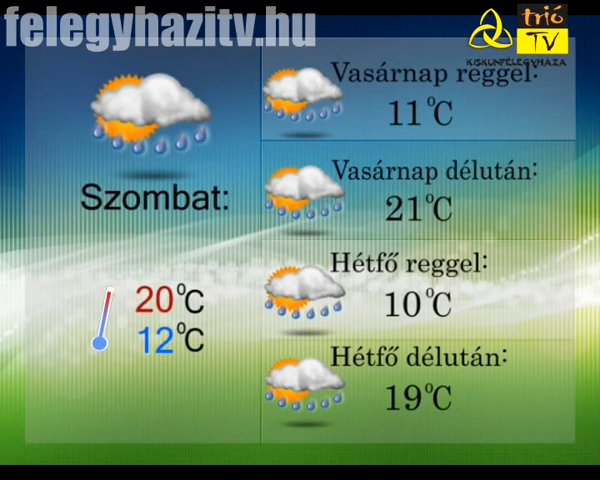 felegyhazitv.hu
trió
TV
KISKUNFÉLEGYHÁZA
Szombat:
20°C
12°C
Vasárnap reggel:
11°C
Vasárnap délután:
21°C
Hétfő reggel:
10°C
Hétfő délután:
19°C